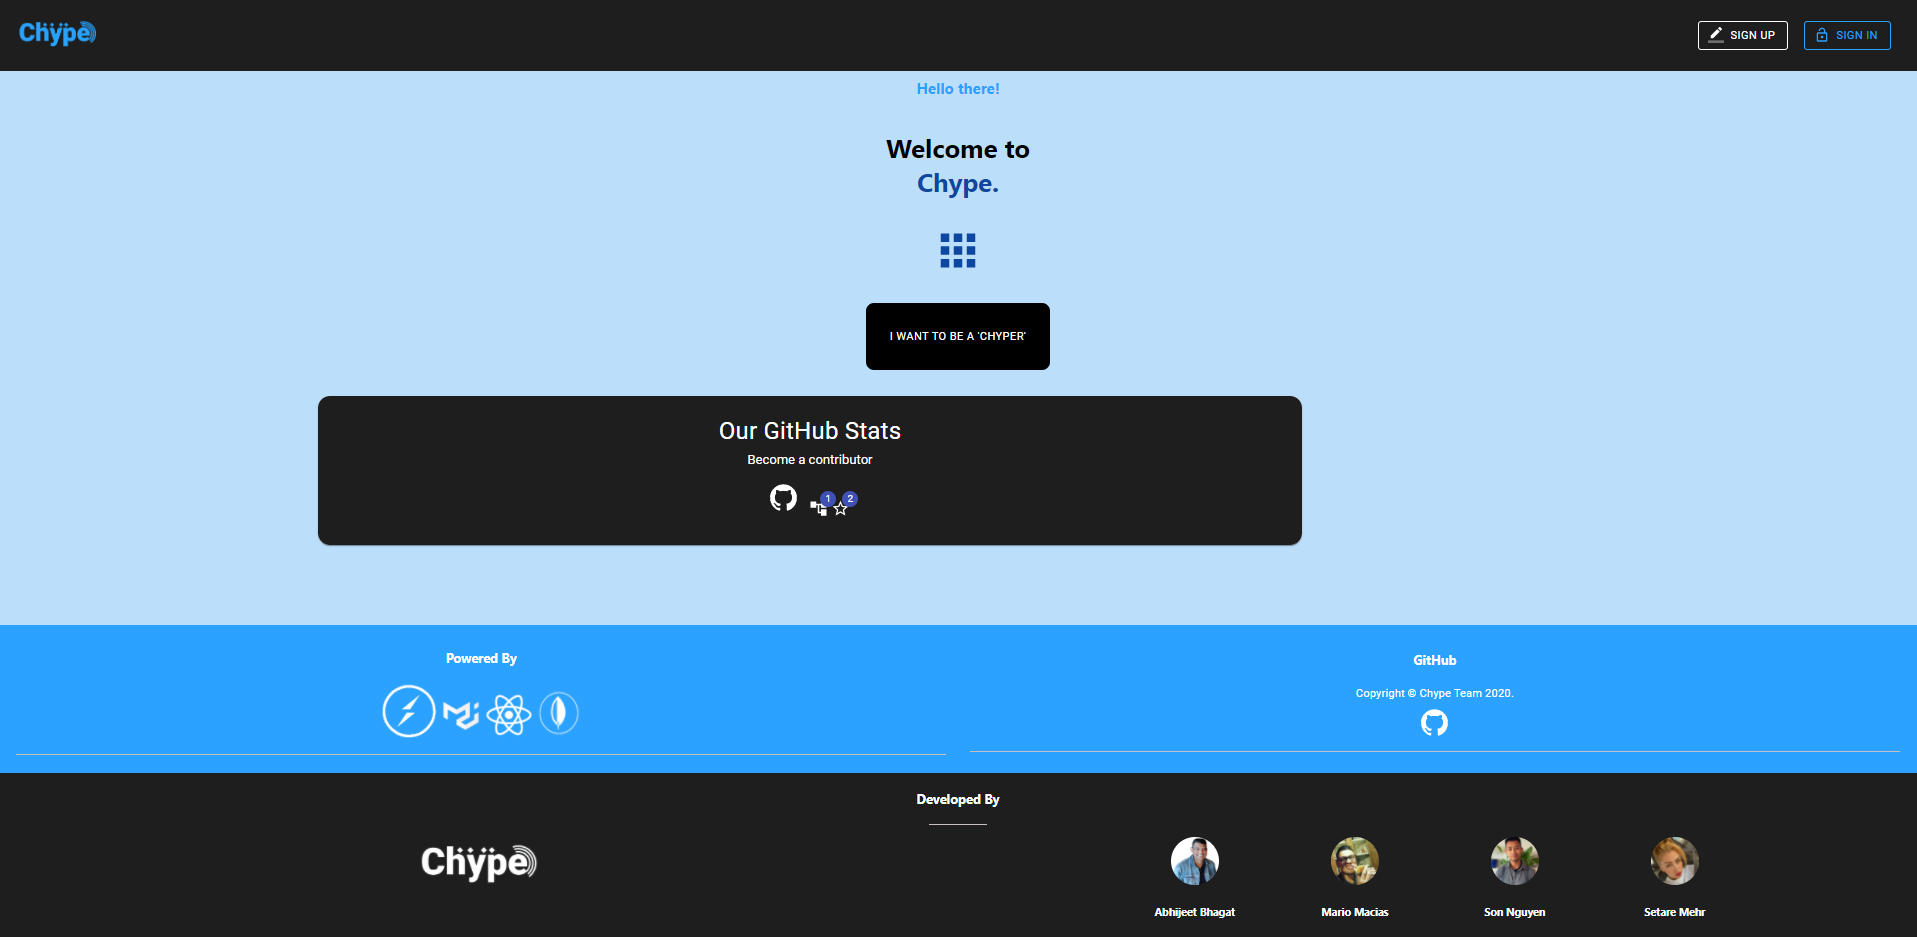 Chype
SIGN UP
SIGN IN
Hello there!
Welcome to
Chype.
I WANT TO BE A 'CHYPER'
Our GitHub Stats
Become a contributor
1
2
Powered By
GitHub
Copyright © Chype Team 2020.
Developed By
Chype
Abhijeet Bhagat
Mario Macias
Son Nguyen
Setare Mehr